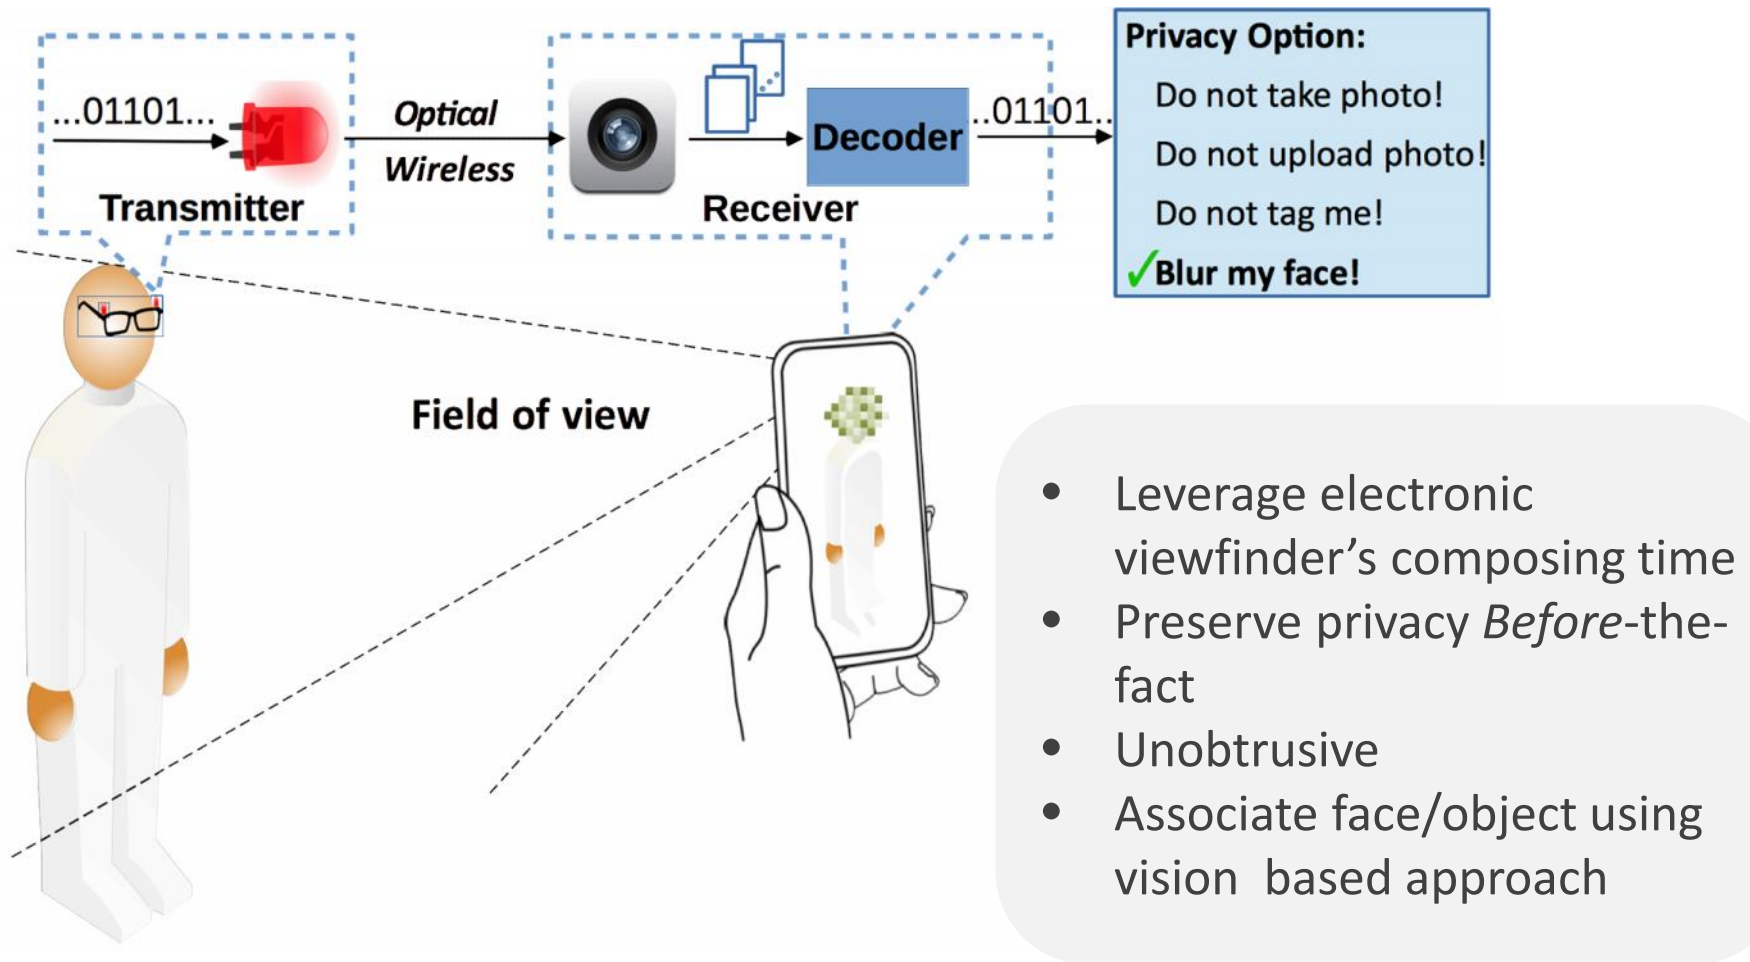 Privacy Option:
Do not take photo!
Do not upload photo!
Do not tag me!
✓Blur my face!
...01101...
Optical
Wireless
Decoder
..01101..
Transmitter
Receiver
Field of view
• Leverage electronic
viewfinder’s composing time
• Preserve privacy Before-the-
fact
• Unobtrusive
• Associate face/object using
vision based approach